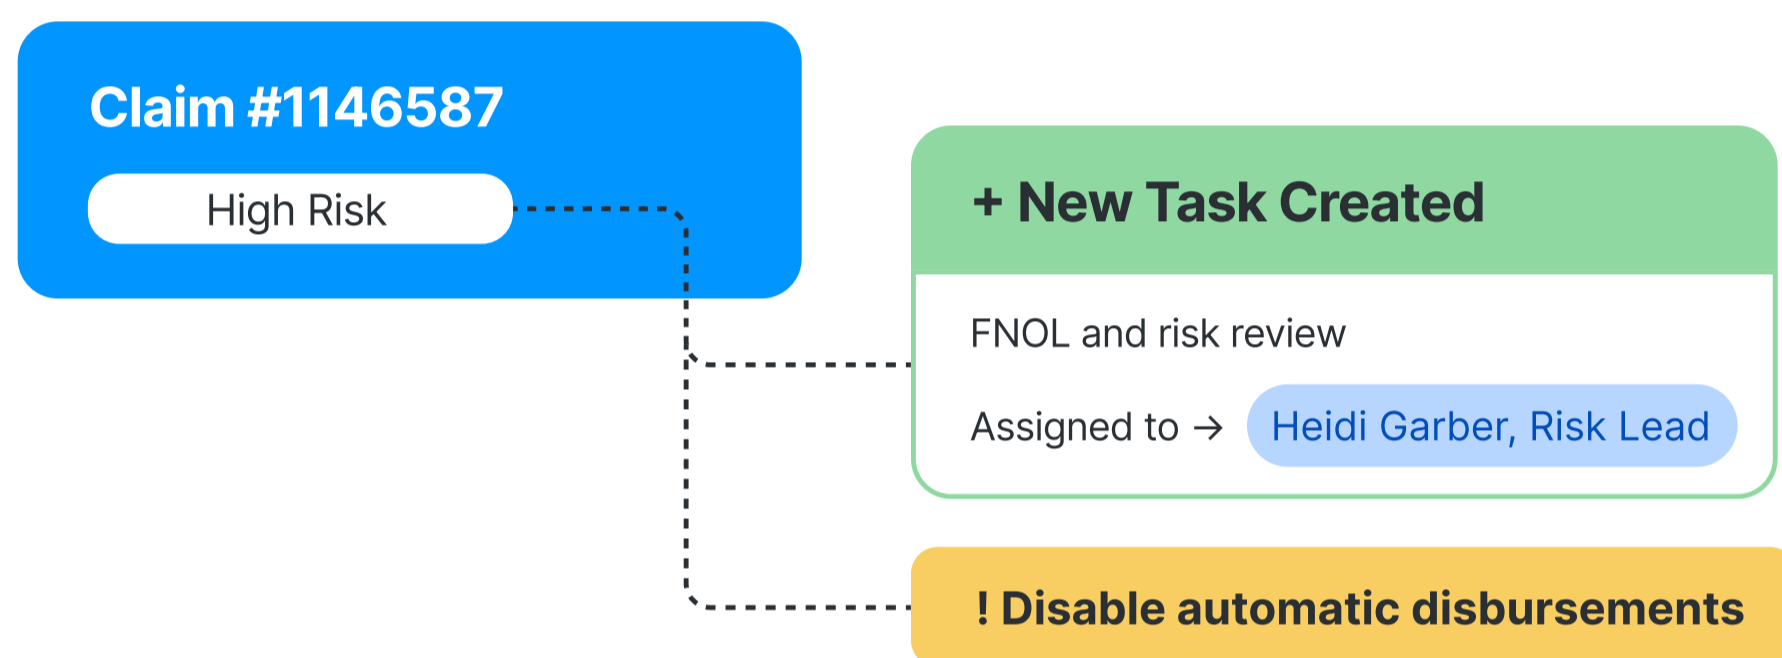 Claim #1146587
High Risk
+ New Task Created
FNOL and risk review
Assigned to → Heidi Garber, Risk Lead
! Disable automatic disbursements